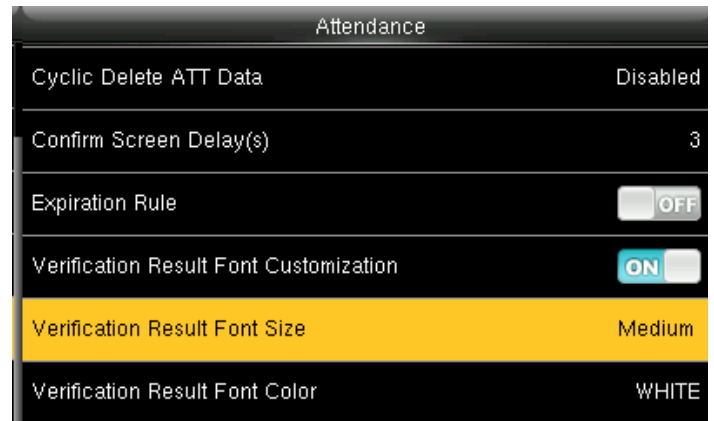 Attendance
Cyclic Delete ATT Data Disabled
Confirm Screen Delay(s) 3
Expiration Rule OFF
Verification Result Font Customization ON
Verification Result Font Size Medium
Verification Result Font Color WHITE